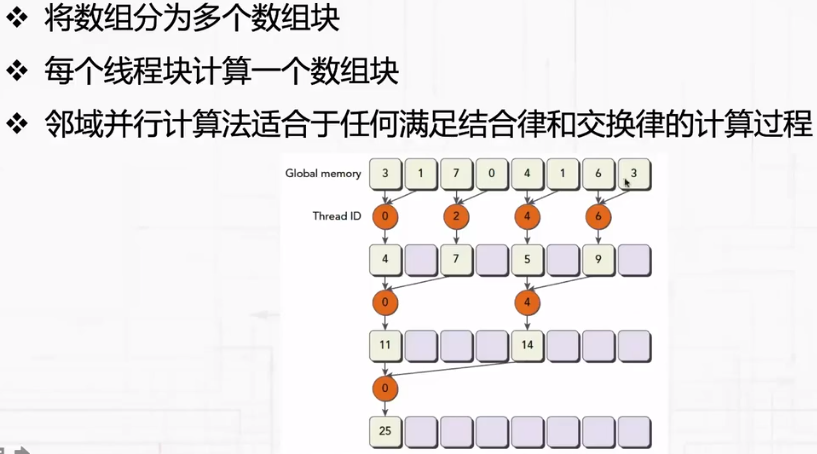 将数组分为多个数组块
每个线程块计算一个数组块
邻域并行计算法适合于任何满足结合律和交换律的计算过程
Global memory 3 1 7 0 4 1 6 3
Thread ID 0 2 4 6
4 7 5 9
0 4
11 14
0
25